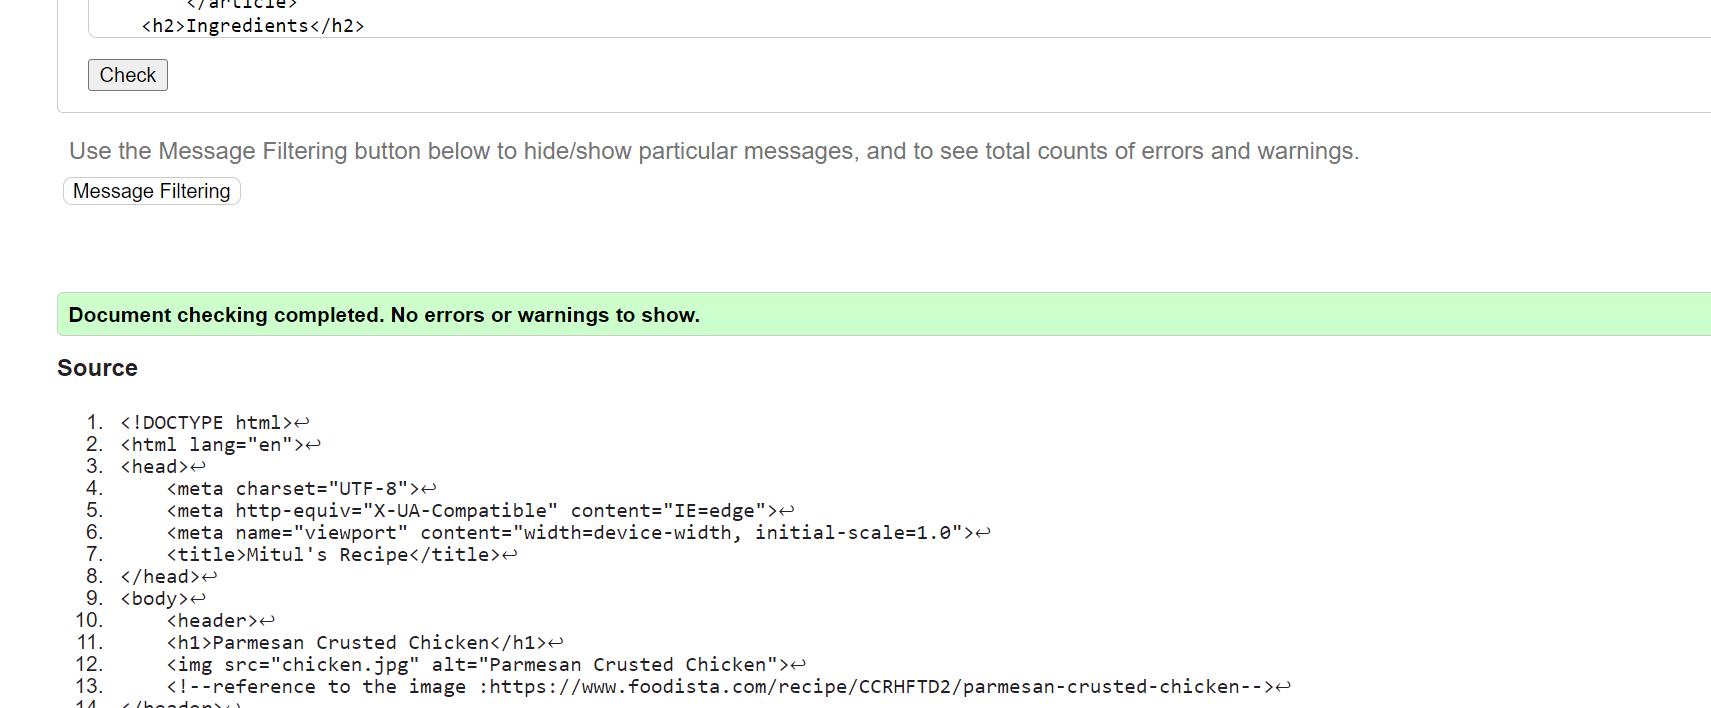 </article>
<h2>Ingredients</h2>
Check
Use the Message Filtering button below to hide/show particular messages, and to see total counts of errors and warnings.
Message Filtering
Document checking completed. No errors or warnings to show.
Source
1. <!DOCTYPE html>↩
2. <html lang="en">↩
3. <head>↩
4. <meta charset="UTF-8">↩
5. <meta http-equiv="X-UA-Compatible" content="IE=edge">↩
6. <meta name="viewport" content="width=device-width, initial-scale=1.0">↩
7. <title>Mitul's Recipe</title>↩
8. </head>↩
9. <body>↩
10. <header>↩
11. <h1>Parmesan Crusted Chicken</h1>↩
12. <img src="chicken.jpg" alt="Parmesan Crusted Chicken">↩
13. <!--reference to the image :https://www.foodista.com/recipe/CCRHFTD2/parmesan-crusted-chicken-->↩
14. </header>↩